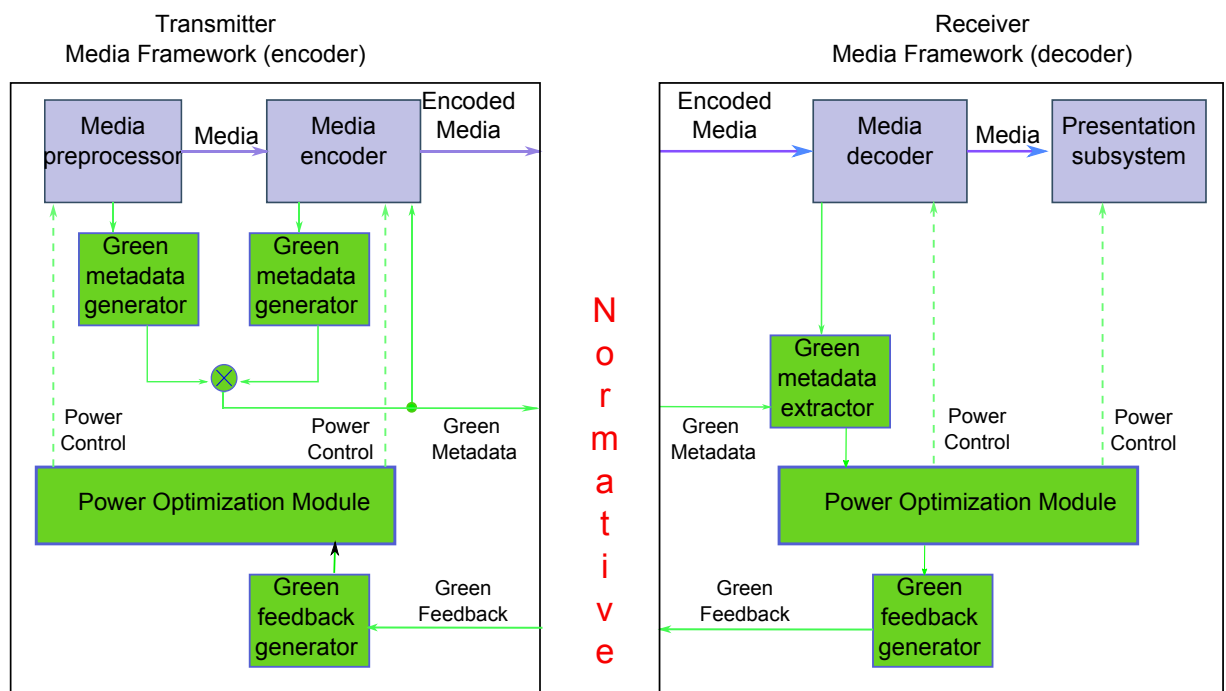 Transmitter
Media Framework (encoder)
Receiver
Media Framework (decoder)
Media
preprocessor
Media
Media
encoder
Encoded
Media
Green
metadata
generator
Green
metadata
generator
Power
Control
Power
Control
Green
Metadata
Power Optimization Module
Green
feedback
generator
Green
Feedback
N
o
r
m
a
t
i
v
e
Encoded
Media
Media
decoder
Media
Presentation
subsystem
Green
metadata
extractor
Green
Metadata
Power
Control
Power
Control
Power Optimization Module
Green
Feedback
Green
feedback
generator